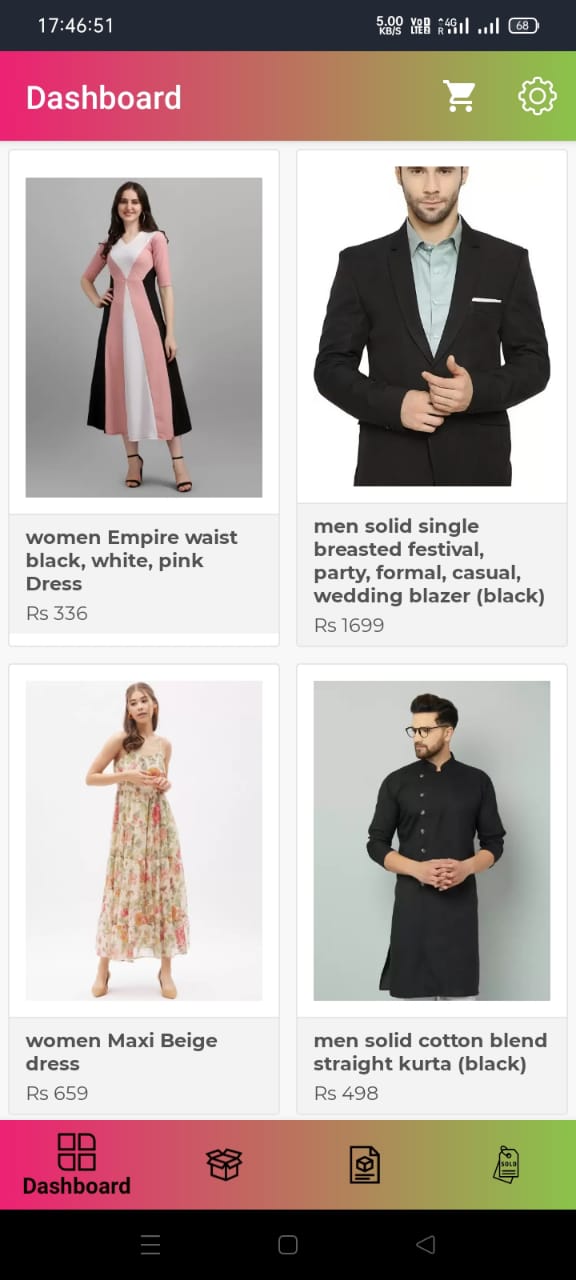 17:46:51
5.00 KB/S
VoD LTE2
4G
R
68
Dashboard
women Empire waist
black, white, pink
Dress
Rs 336
men solid single
breasted festival,
party, formal, casual,
wedding blazer (black)
Rs 1699
women Maxi Beige
dress
Rs 659
men solid cotton blend
straight kurta (black)
Rs 498
Dashboard
SOLD